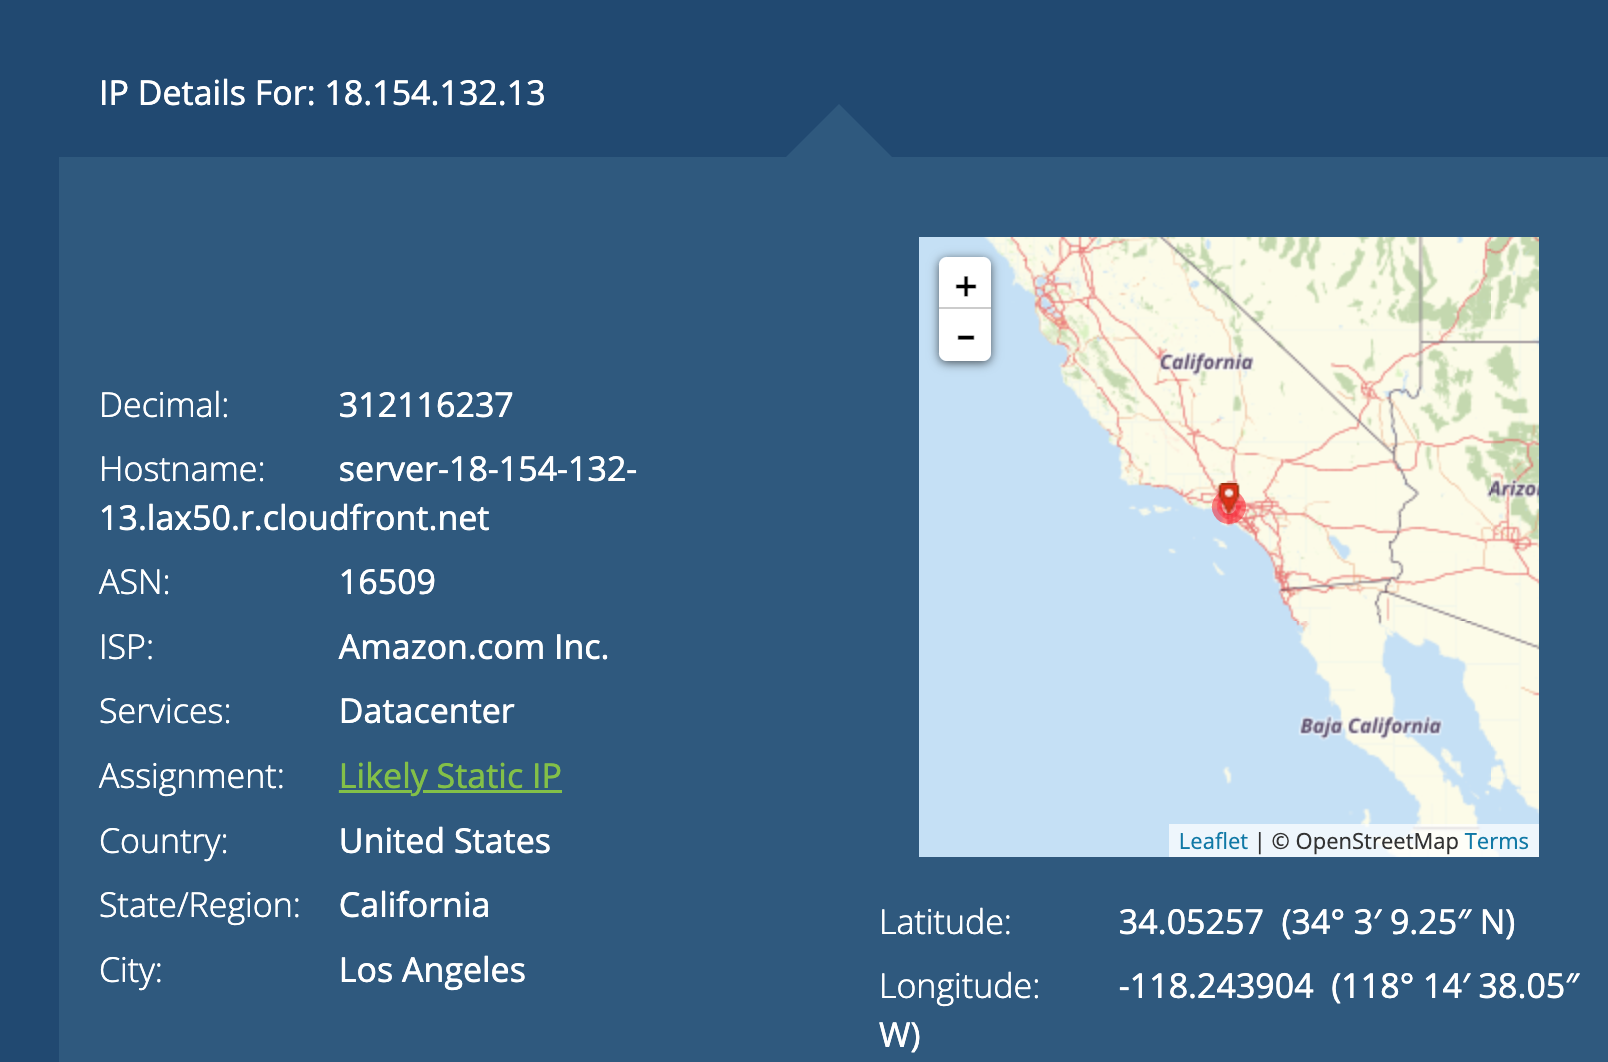 IP Details For: 18.154.132.13
Decimal: 312116237
Hostname: server-18-154-132-
13.lax50.r.cloudfront.net
ASN: 16509
ISP: Amazon.com Inc.
Services: Datacenter
Assignment: Likely Static IP
Country: United States
State/Region: California
City: Los Angeles
+
−
California
Arizo
Baja California
Leaflet | © OpenStreetMap Terms
Latitude: 34.05257 (34° 3′ 9.25″ N)
Longitude: -118.243904 (118° 14′ 38.05″
W)